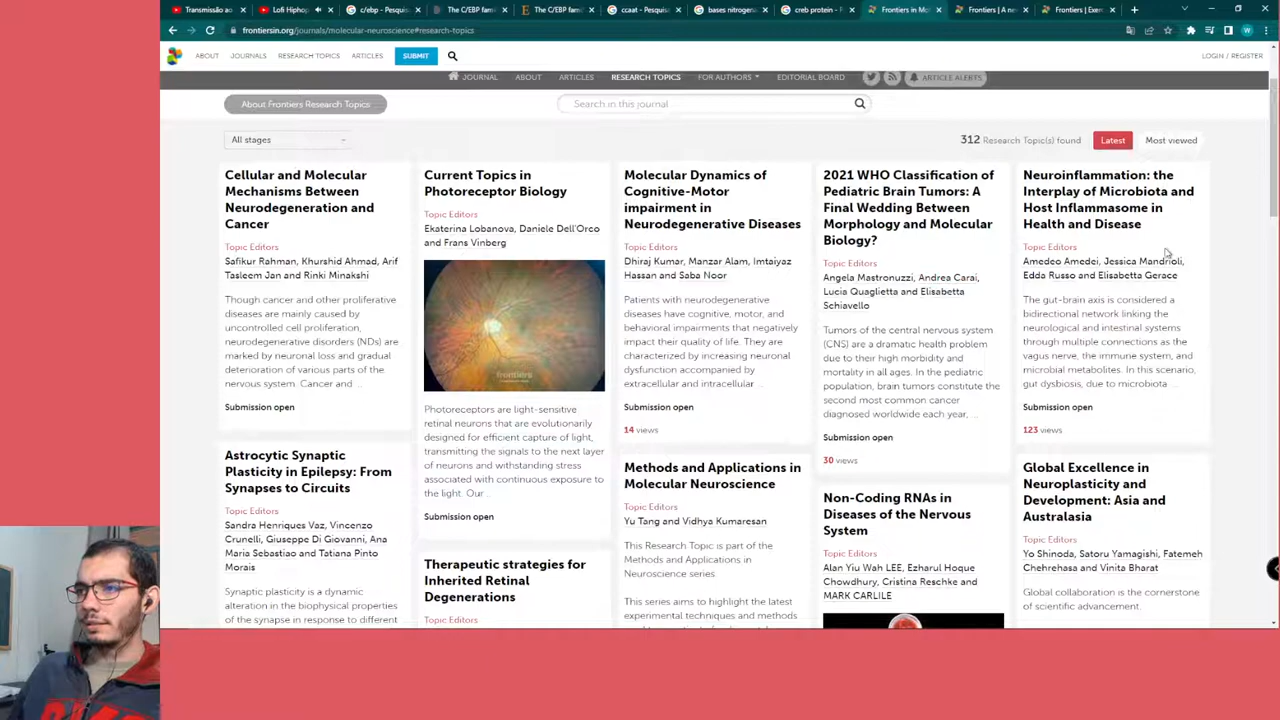 Transmissão ao
Lofi Hiphop
c/ebp - Pesquis
The C/EBP fam
The C/EBP famí
ccaat - Pesquisa
bases nitrogena
creb protein - P
Frontiers in Mo
Frontiers | A ne
Frontiers | Exer
frontiersin.org/journals/molecular-neuroscience#research-topics
ABOUT JOURNALS RESEARCH TOPICS ARTICLES SUBMIT
LOGIN / REGISTER
JOURNAL ABOUT ARTICLES RESEARCH TOPICS FOR AUTHORS EDITORIAL BOARD ARTICLE ALERTS
About Frontiers Research Topics
Search in this journal
All stages
312 Research Topic(s) found Latest Most viewed
Cellular and Molecular
Mechanisms Between
Neurodegeneration and
Cancer
Topic Editors
Safikur Rahman, Khurshid Ahmad, Arif
Tasleem Jan and Rinki Minakshi
Though cancer and other proliferative
diseases are mainly caused by
uncontrolled cell proliferation,
neurodegenerative disorders (NDs) are
marked by neuronal loss and gradual
deterioration of various parts of the
nervous system. Cancer and ...
Submission open
Astrocytic Synaptic
Plasticity in Epilepsy: From
Synapses to Circuits
Topic Editors
Sandra Henriques Vaz, Vincenzo
Crunelli, Giuseppe Di Giovanni, Ana
Maria Sebastiao and Tatiana Pinto
Morais
Synaptic plasticity is a dynamic
alteration in the biophysical properties
of the synapse in response to different
Current Topics in
Photoreceptor Biology
Topic Editors
Ekaterina Lobanova, Daniele Dell'Orco
and Frans Vinberg
frontiers
Photoreceptors are light-sensitive
retinal neurons that are evolutionarily
designed for efficient capture of light,
transmitting the signals to the next layer
of neurons and withstanding stress
associated with continuous exposure to
the light. Our ...
Submission open
Therapeutic strategies for
Inherited Retinal
Degenerations
Topic Editors
Molecular Dynamics of
Cognitive-Motor
impairment in
Neurodegenerative Diseases
Topic Editors
Dhiraj Kumar, Manzar Alam, Imtaiyaz
Hassan and Saba Noor
Patients with neurodegenerative
diseases have cognitive, motor, and
behavioral impairments that negatively
impact their quality of life. They are
characterized by increasing neuronal
dysfunction accompanied by
extracellular and intracellular ...
Submission open
14 views
Methods and Applications in
Molecular Neuroscience
Topic Editors
Yu Tang and Vidhya Kumaresan
This Research Topic is part of the
Methods and Applications in
Neuroscience series
This series aims to highlight the latest
experimental techniques and methods
2021 WHO Classification of
Pediatric Brain Tumors: A
Final Wedding Between
Morphology and Molecular
Biology?
Topic Editors
Angela Mastronuzzi, Andrea Carai,
Lucia Quaglietta and Elisabetta
Schiavello
Tumors of the central nervous system
(CNS) are a dramatic health problem
due to their high morbidity and
mortality in all ages. In the pediatric
population, brain tumors constitute the
second most common cancer
diagnosed worldwide each year, ...
Submission open
30 views
Non-Coding RNAs in
Diseases of the Nervous
System
Topic Editors
Alan Yiu Wah LEE, Ezharul Hoque
Chowdhury, Cristina Reschke and
MARK CARLILE
Neuroinflammation: the
Interplay of Microbiota and
Host Inflammasome in
Health and Disease
Topic Editors
Amedeo Amedei, Jessica Mandrioli,
Edda Russo and Elisabetta Gerace
The gut-brain axis is considered a
bidirectional network linking the
neurological and intestinal systems
through multiple connections as the
vagus nerve, the immune system, and
microbial metabolites. In this scenario,
gut dysbiosis, due to microbiota ...
Submission open
123 views
Global Excellence in
Neuroplasticity and
Development: Asia and
Australasia
Topic Editors
Yo Shinoda, Satoru Yamagishi, Fatemeh
Chehrehasa and Vinita Bharat
Global collaboration is the cornerstone
of scientific advancement.